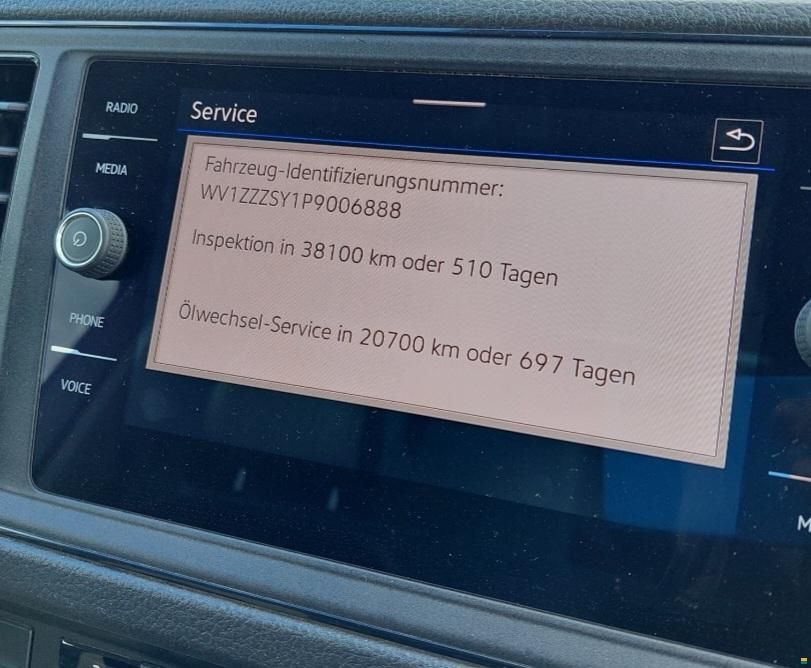 RADIO
Service
MEDIA
Fahrzeug-Identifizierungsnummer:
WV1ZZZSY1P9006888
Inspektion in 38100 km oder 510 Tagen
PHONE
Ölwechsel-Service in 20700 km oder 697 Tagen
VOICE